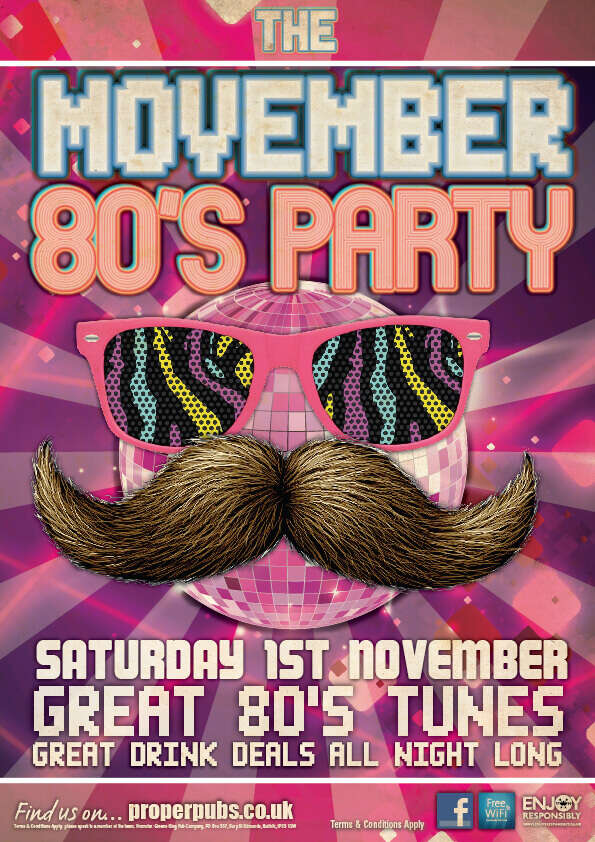 THE
MOVEMBER
80'S PARTY
SATURDAY 1ST NOVEMBER
GREAT 80'S TUNES
GREAT DRINK DEALS ALL NIGHT LONG
Find us on... properpubs.co.uk
Terms & Conditions Apply
f
Free WiFi
ENJOY
RESPONSIBLY